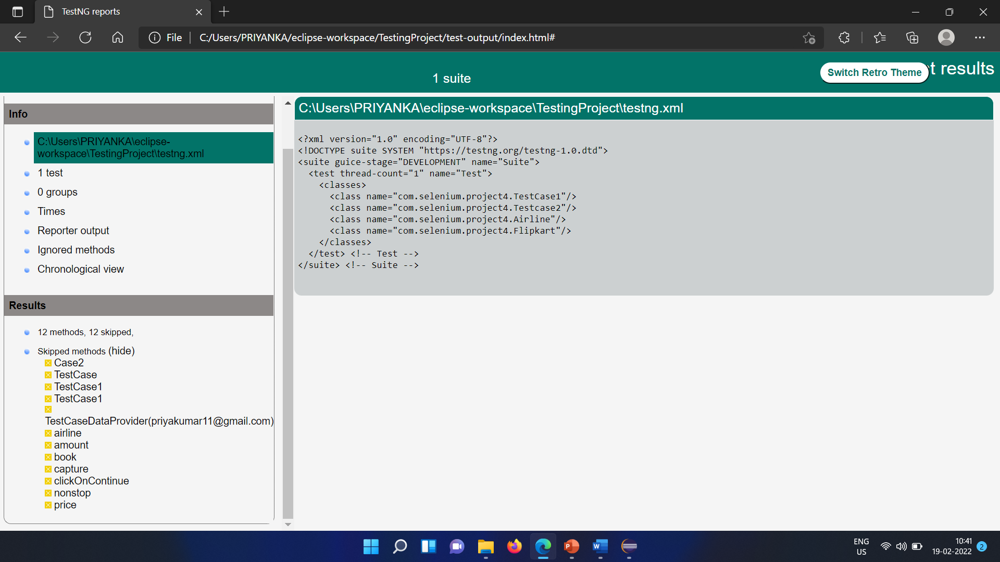 TestNG reports
File
C:/Users/PRIYANKA/eclipse-workspace/TestingProject/test-output/index.html#
1 suite
Switch Retro Theme
t results
Info
C:\Users\PRIYANKA\eclipse-
workspace\TestingProject\testng.xml
1 test
0 groups
Times
Reporter output
Ignored methods
Chronological view
Results
12 methods, 12 skipped,
Skipped methods (hide)
Case2
TestCase
TestCase1
TestCase1
TestCaseDataProvider(priyakumar11@gmail.com)
airline
amount
book
capture
clickOnContinue
nonstop
price
C:\Users\PRIYANKA\eclipse-workspace\TestingProject\testng.xml
<?xml version="1.0" encoding="UTF-8"?>
<!DOCTYPE suite SYSTEM "https://testng.org/testng-1.0.dtd">
<suite guice-stage="DEVELOPMENT" name="Suite">
  <test thread-count="1" name="Test">
    <classes>
      <class name="com.selenium.project4.TestCase1"/>
      <class name="com.selenium.project4.Testcase2"/>
      <class name="com.selenium.project4.Airline"/>
      <class name="com.selenium.project4.Flipkart"/>
    </classes>
  </test> <!-- Test -->
</suite> <!-- Suite -->
ENG
US
10:41
19-02-2022
2